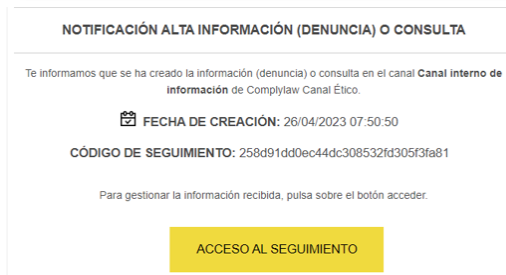 NOTIFICACIÓN ALTA INFORMACIÓN (DENUNCIA) O CONSULTA
Te informamos que se ha creado la información (denuncia) o consulta en el canal Canal interno de
información de Complylaw Canal Ético.
FECHA DE CREACIÓN: 26/04/2023 07:50:50
CÓDIGO DE SEGUIMIENTO: 258d91dd0ec44dc308532fd305f3fa81
Para gestionar la información recibida, pulsa sobre el botón acceder.
ACCESO AL SEGUIMIENTO